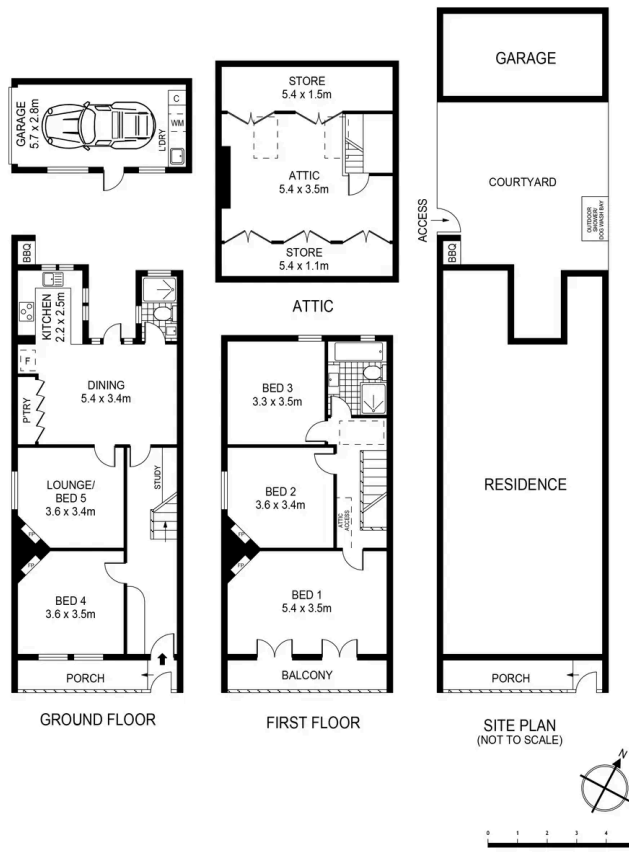 GARAGE
5.7 x 2.8m
C
WM
L'DRY
BBQ
KITCHEN
2.2 x 2.5m
F
P'TRY
DINING
5.4 x 3.4m
LOUNGE/
BED 5
3.6 x 3.4m
STUDY
FP
FP
BED 4
3.6 x 3.5m
PORCH
GROUND FLOOR
STORE
5.4 x 1.5m
ATTIC
5.4 x 3.5m
STORE
5.4 x 1.1m
ATTIC
BED 3
3.3 x 3.5m
BED 2
3.6 x 3.4m
ATTIC
ACCESS
FP
FP
BED 1
5.4 x 3.5m
BALCONY
FIRST FLOOR
GARAGE
COURTYARD
ACCESS
OUTDOOR
SHOWER/
DOG WASH BAY
BBQ
RESIDENCE
PORCH
SITE PLAN
(NOT TO SCALE)
N
0 1 2 3 4